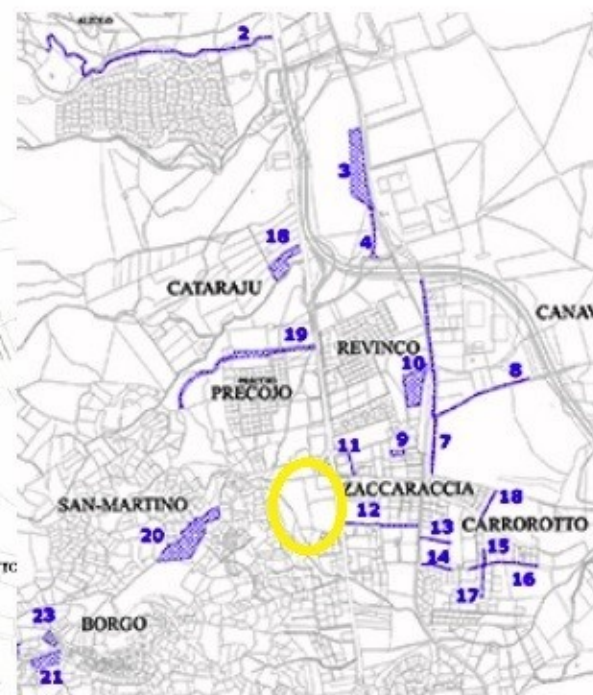 2
3
4
18
CATARAJU
CANAV
19
REVINCO
10
8
PRECOJO
7
11
9
ZACCARACCIA
18
SAN-MARTINO
12
CARROROTTO
13
20
15
14
16
17
23
BORGO
21